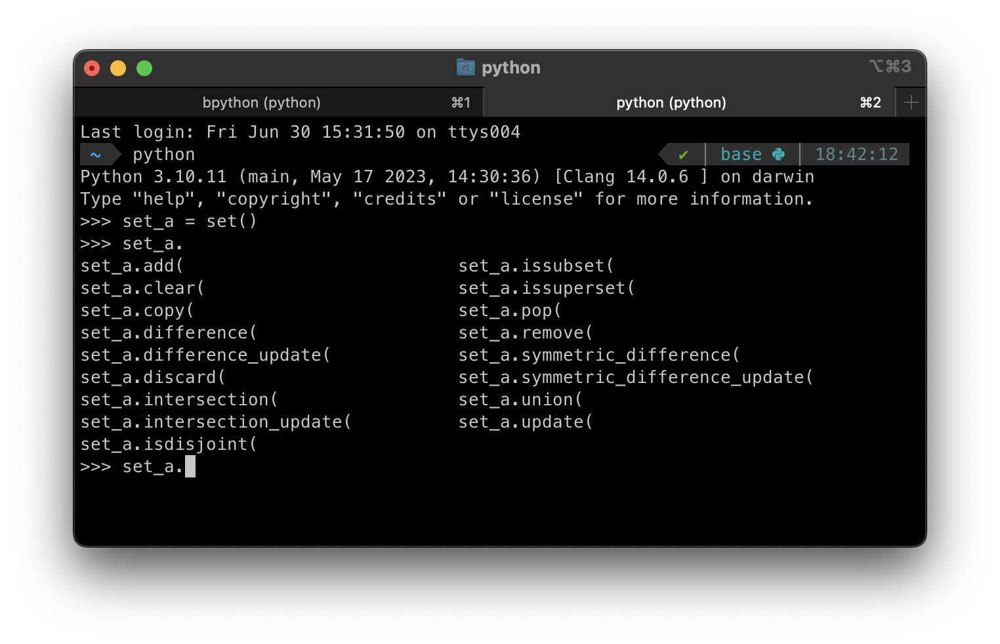 python ⌥⌘3
bpython (python) ⌘1 python (python) ⌘2 +
Last login: Fri Jun 30 15:31:50 on ttys004
~ python ✔ base 18:42:12
Python 3.10.11 (main, May 17 2023, 14:30:36) [Clang 14.0.6 ] on darwin
Type "help", "copyright", "credits" or "license" for more information.
>>> set_a = set()
>>> set_a.
set_a.add( set_a.issubset(
set_a.clear( set_a.issuperset(
set_a.copy( set_a.pop(
set_a.difference( set_a.remove(
set_a.difference_update( set_a.symmetric_difference(
set_a.discard( set_a.symmetric_difference_update(
set_a.intersection( set_a.union(
set_a.intersection_update( set_a.update(
set_a.isdisjoint(
>>> set_a.